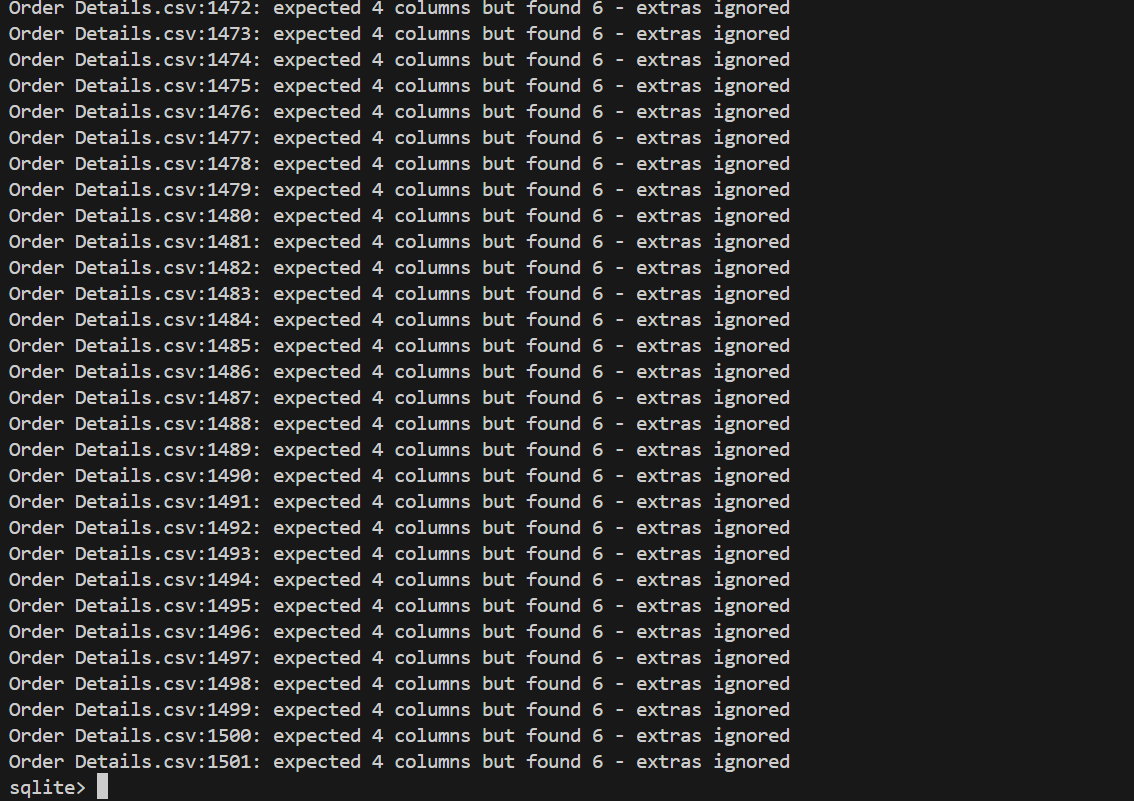 Order Details.csv:1472: expected 4 columns but found 6 - extras ignored
Order Details.csv:1473: expected 4 columns but found 6 - extras ignored
Order Details.csv:1474: expected 4 columns but found 6 - extras ignored
Order Details.csv:1475: expected 4 columns but found 6 - extras ignored
Order Details.csv:1476: expected 4 columns but found 6 - extras ignored
Order Details.csv:1477: expected 4 columns but found 6 - extras ignored
Order Details.csv:1478: expected 4 columns but found 6 - extras ignored
Order Details.csv:1479: expected 4 columns but found 6 - extras ignored
Order Details.csv:1480: expected 4 columns but found 6 - extras ignored
Order Details.csv:1481: expected 4 columns but found 6 - extras ignored
Order Details.csv:1482: expected 4 columns but found 6 - extras ignored
Order Details.csv:1483: expected 4 columns but found 6 - extras ignored
Order Details.csv:1484: expected 4 columns but found 6 - extras ignored
Order Details.csv:1485: expected 4 columns but found 6 - extras ignored
Order Details.csv:1486: expected 4 columns but found 6 - extras ignored
Order Details.csv:1487: expected 4 columns but found 6 - extras ignored
Order Details.csv:1488: expected 4 columns but found 6 - extras ignored
Order Details.csv:1489: expected 4 columns but found 6 - extras ignored
Order Details.csv:1490: expected 4 columns but found 6 - extras ignored
Order Details.csv:1491: expected 4 columns but found 6 - extras ignored
Order Details.csv:1492: expected 4 columns but found 6 - extras ignored
Order Details.csv:1493: expected 4 columns but found 6 - extras ignored
Order Details.csv:1494: expected 4 columns but found 6 - extras ignored
Order Details.csv:1495: expected 4 columns but found 6 - extras ignored
Order Details.csv:1496: expected 4 columns but found 6 - extras ignored
Order Details.csv:1497: expected 4 columns but found 6 - extras ignored
Order Details.csv:1498: expected 4 columns but found 6 - extras ignored
Order Details.csv:1499: expected 4 columns but found 6 - extras ignored
Order Details.csv:1500: expected 4 columns but found 6 - extras ignored
Order Details.csv:1501: expected 4 columns but found 6 - extras ignored
sqlite>